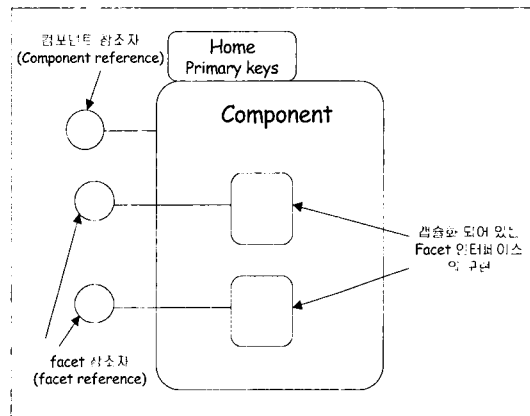 컴포넌트 참조자
(Component reference)
Home
Primary keys
Component
캡슐화 되어 있는
Facet 인터페이스
의 구현
facet 참조자
(facet reference)